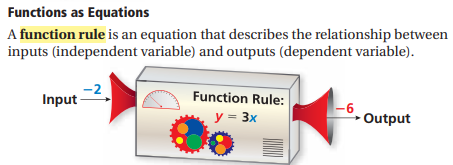 Functions as Equations
A function rule is an equation that describes the relationship between
inputs (independent variable) and outputs (dependent variable).
Input
−2
Function Rule:
y = 3x
−6
Output